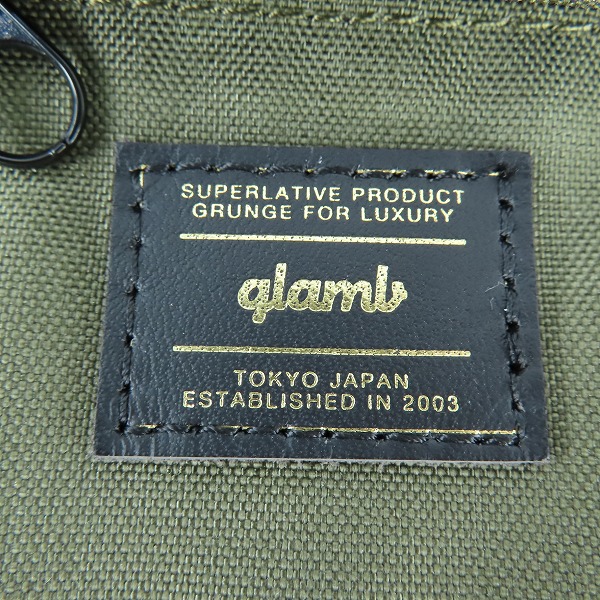 SUPERLATIVE PRODUCT
GRUNGE FOR LUXURY
glamb
TOKYO JAPAN
ESTABLISHED IN 2003